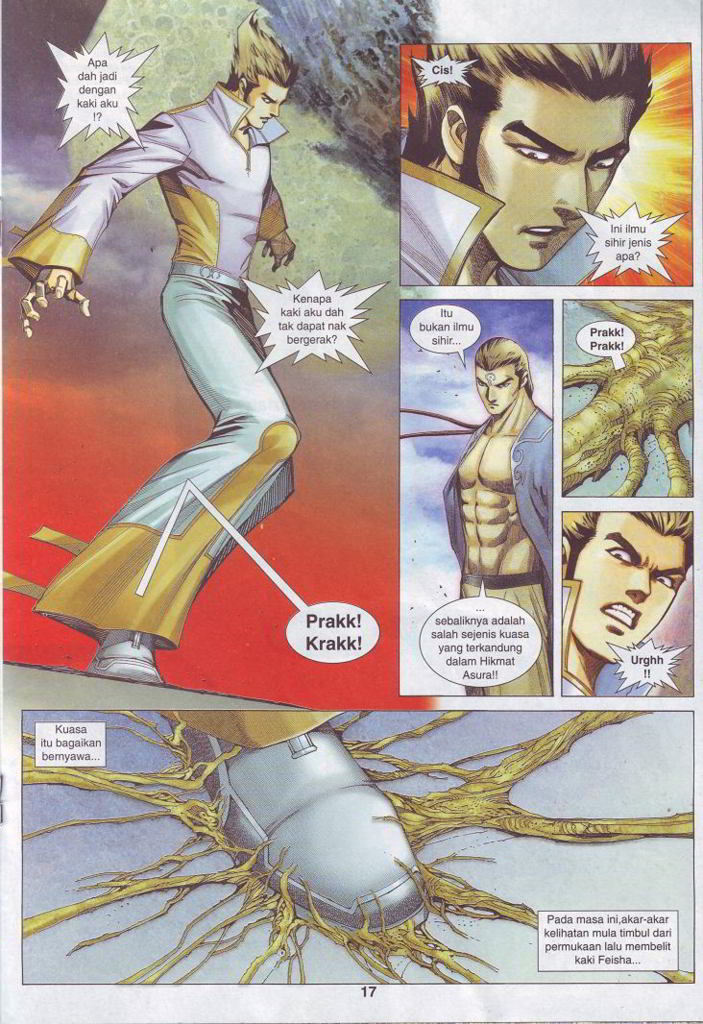 Apa
dah jadi
dengan
kaki aku
!?
Kenapa
kaki aku dah
tak dapat nak
bergerak?
Prakk!
Krakk!
Cis!
Ini ilmu
sihir jenis
apa?
Itu
bukan ilmu
sihir...
...
sebaliknya adalah
salah sejenis kuasa
yang terkandung
dalam Hikmat
Asura!!
Prakk!
Prakk!
Urghh
!!
Kuasa
itu bagaikan
bernyawa...
Pada masa ini,akar-akar
kelihatan mula timbul dari
permukaan lalu membelit
kaki Feisha...
17